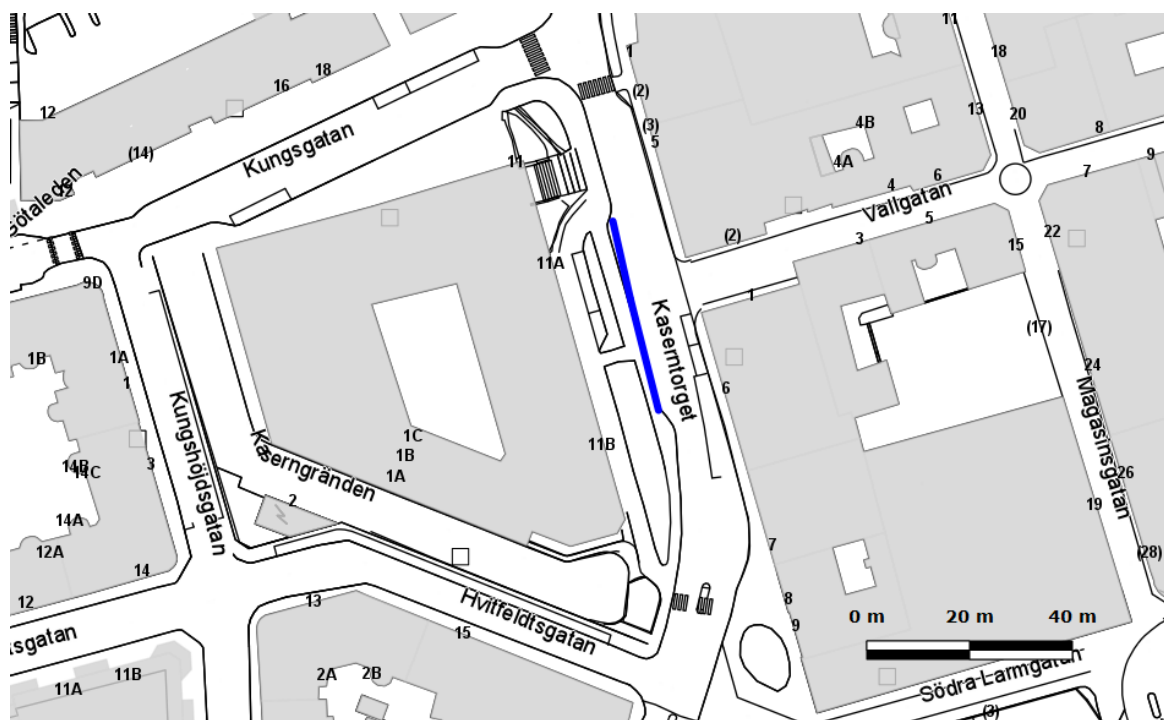 11
1
18
18
12
16
(2)
13
20
(3)
4B
8
(14)
Kungsgatan
5
9
11
4A
7
12
4
6
Götaleden
Vallgatan
5
(2)
3
22
15
9D
11A
1
Kaserntorget
(17)
1B
1A
1
6
24
Magasinsgatan
1C
11B
1B
14B
14C
3
1A
26
Kaserngränden
Kungshöjdsgatan
2
19
14A
7
12A
(28)
14
Hvitfeldtsgatan
8
12
13
0 m 20 m 40 m
9
tsgatan
15
11B
2A
2B
11A
Södra Larmgatan
(3)